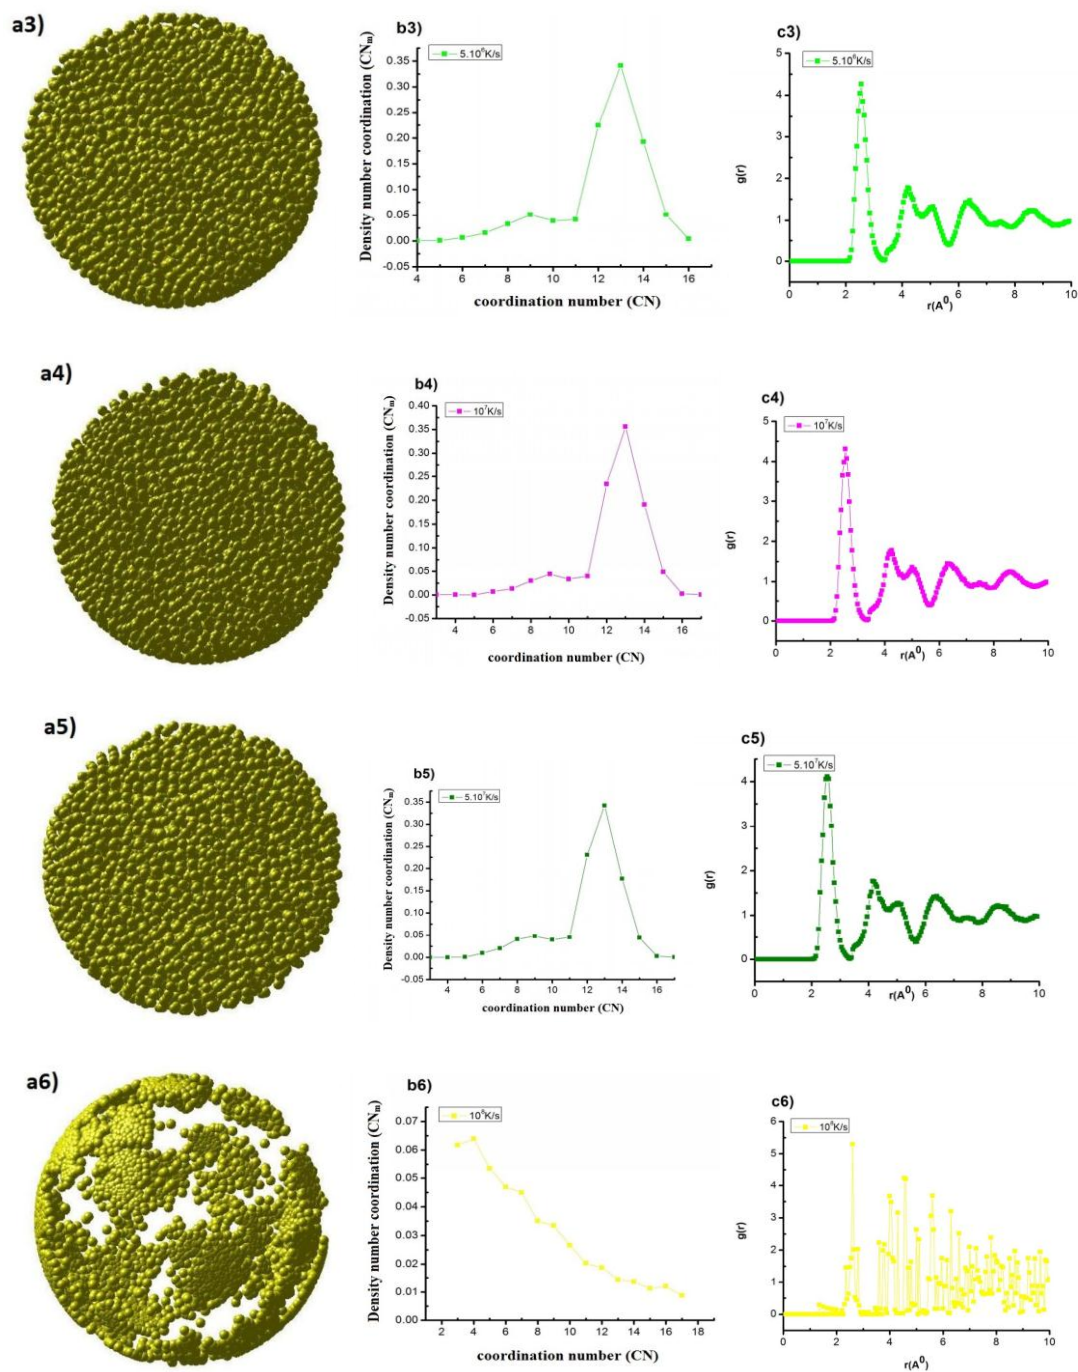 a3)
b3)
5.10⁶K/s
Density number coordination (CNₘ)
0.35
0.30
0.25
0.20
0.15
0.10
0.05
0.00
-0.05
4 6 8 10 12 14 16
coordination number (CN)
c3)
5.10⁶K/s
g(r)
5
4
3
2
1
0
0 2 4 6 8 10
r(A⁰)
a4)
b4)
10⁷K/s
Density number coordination (CNₘ)
0.40
0.35
0.30
0.25
0.20
0.15
0.10
0.05
0.00
-0.05
4 6 8 10 12 14 16
coordination number (CN)
c4)
10⁷K/s
g(r)
5
4
3
2
1
0
0 2 4 6 8 10
r(A⁰)
a5)
b5)
5.10⁷K/s
Density number coordination (CNₘ)
0.35
0.30
0.25
0.20
0.15
0.10
0.05
0.00
-0.05
4 6 8 10 12 14 16
coordination number (CN)
c5)
5.10⁷K/s
g(r)
4
3
2
1
0
0 2 4 6 8 10
r(A⁰)
a6)
b6)
10⁸K/s
Density number coordination (CNₘ)
0.07
0.06
0.05
0.04
0.03
0.02
0.01
0.00
2 4 6 8 10 12 14 16 18
coordination number (CN)
c6)
10⁸K/s
g(r)
6
5
4
3
2
1
0
0 2 4 6 8 10
r(A⁰)